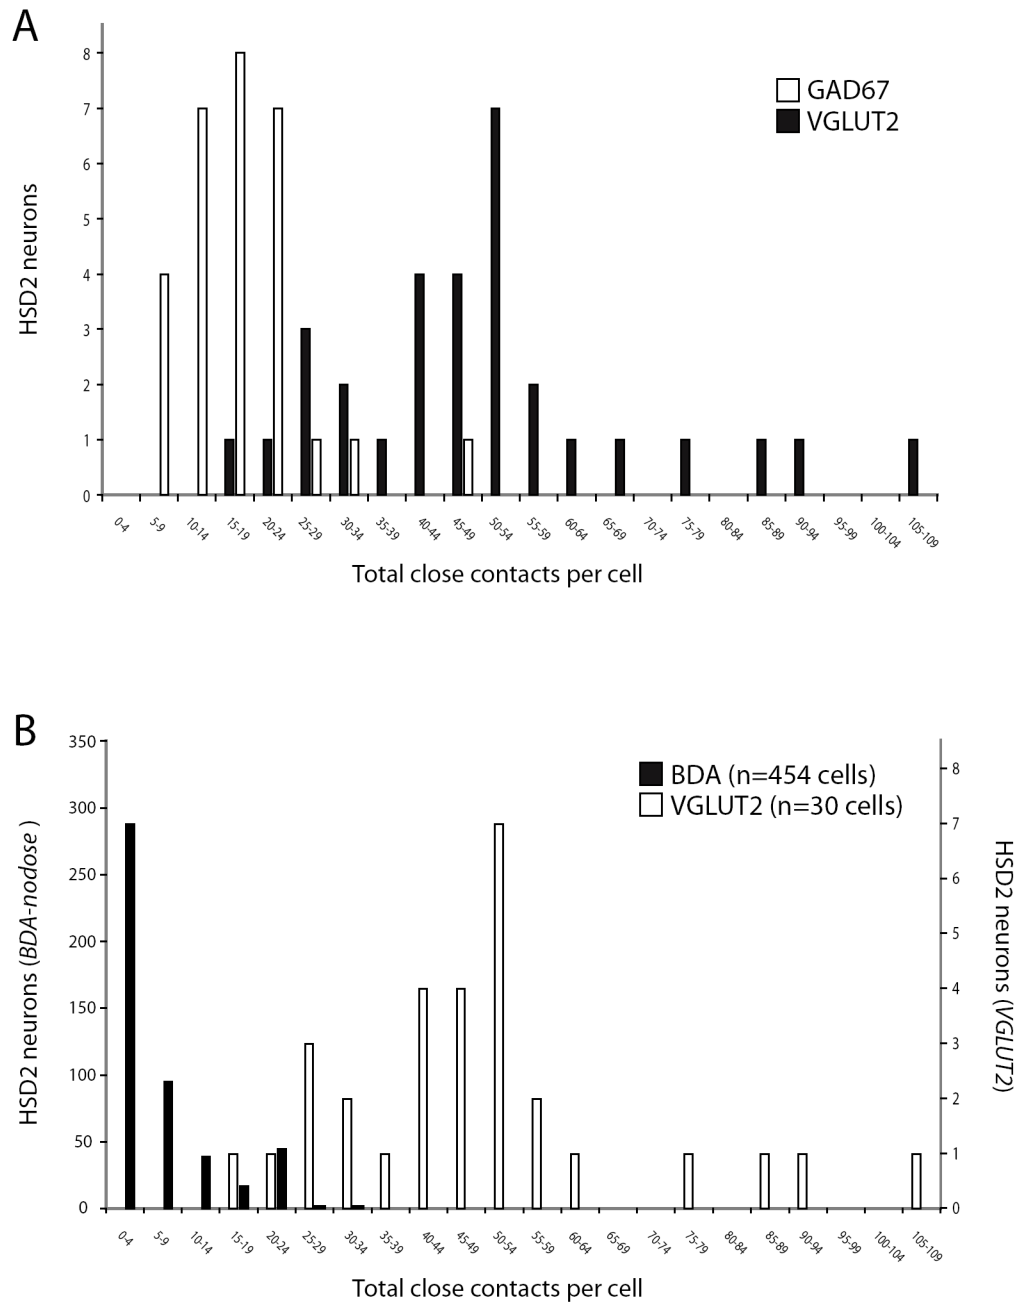 A
8
7
6
5
4
3
2
1
0
HSD2 neurons
GAD67
VGLUT2
0-4 5-9 10-14 15-19 20-24 25-29 30-34 35-39 40-44 45-49 50-54 55-59 60-64 65-69 70-74 75-79 80-84 85-89 90-94 95-99 100-104 105-109
Total close contacts per cell
B
350
300
250
200
150
100
50
0
HSD2 neurons (BDA-nodose )
BDA (n=454 cells)
VGLUT2 (n=30 cells)
8
7
6
5
4
3
2
1
0
HSD2 neurons (VGLUT2)
0-4 5-9 10-14 15-19 20-24 25-29 30-34 35-39 40-44 45-49 50-54 55-59 60-64 65-69 70-74 75-79 80-84 85-89 90-94 95-99 100-104 105-109
Total close contacts per cell